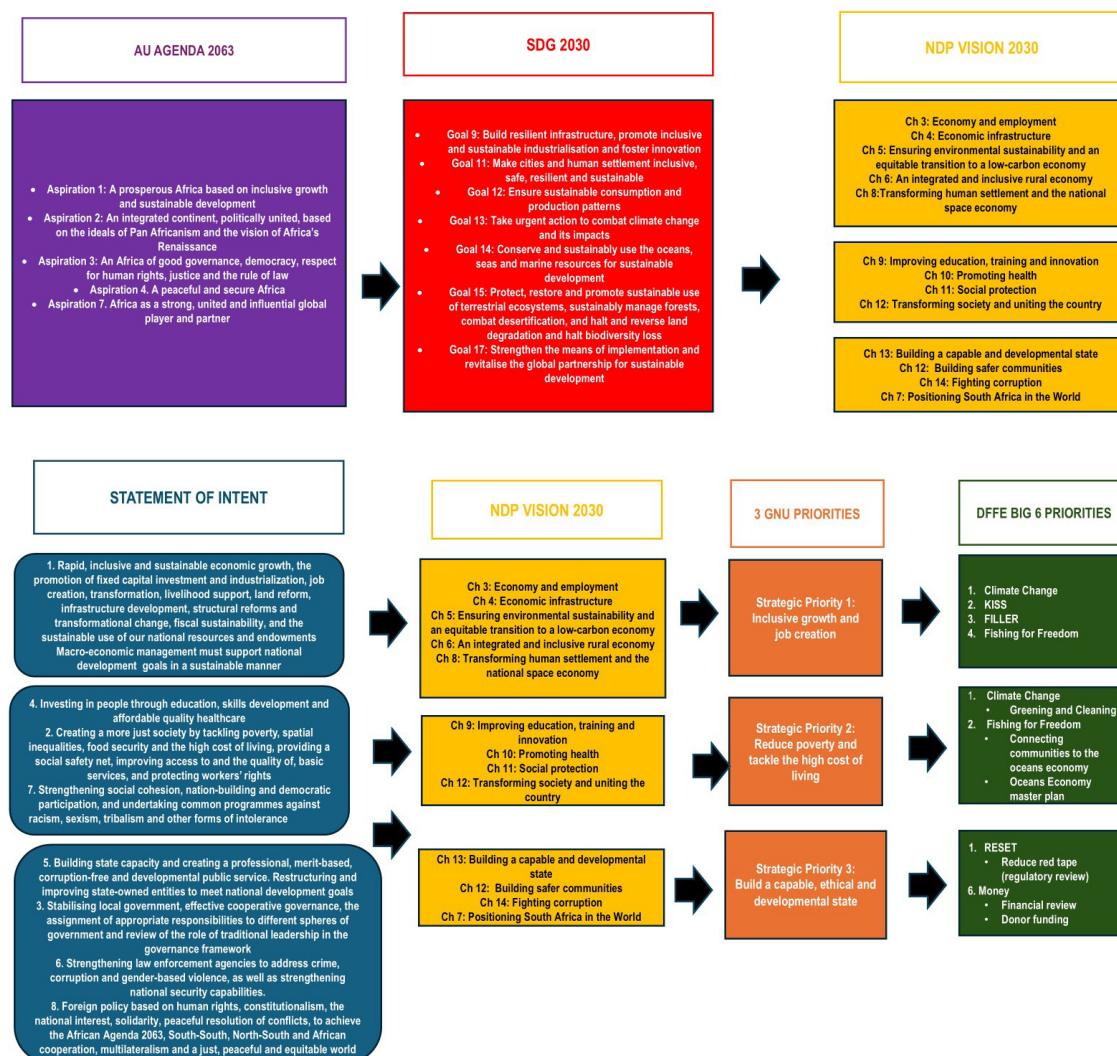 AU AGENDA 2063
SDG 2030
NDP VISION 2030
• Aspiration 1: A prosperous Africa based on inclusive growth
and sustainable development
• Aspiration 2: An integrated continent, politically united, based
on the ideals of Pan Africanism and the vision of Africa's
Renaissance
• Aspiration 3: An Africa of good governance, democracy, respect
for human rights, justice and the rule of law
• Aspiration 4. A peaceful and secure Africa
• Aspiration 7. Africa as a strong, united and influential global
player and partner
• Goal 9: Build resilient infrastructure, promote inclusive
and sustainable industrialisation and foster innovation
• Goal 11: Make cities and human settlement inclusive,
safe, resilient and sustainable
• Goal 12: Ensure sustainable consumption and
production patterns
• Goal 13: Take urgent action to combat climate change
and its impacts
• Goal 14: Conserve and sustainably use the oceans,
seas and marine resources for sustainable
development
• Goal 15: Protect, restore and promote sustainable use
of terrestrial ecosystems, sustainably manage forests,
combat desertification, and halt and reverse land
degradation and halt biodiversity loss
• Goal 17: Strengthen the means of implementation and
revitalise the global partnership for sustainable
development
Ch 3: Economy and employment
Ch 4: Economic infrastructure
Ch 5: Ensuring environmental sustainability and an
equitable transition to a low-carbon economy
Ch 6: An integrated and inclusive rural economy
Ch 8:Transforming human settlement and the national
space economy
Ch 9: Improving education, training and innovation
Ch 10: Promoting health
Ch 11: Social protection
Ch 12: Transforming society and uniting the country
Ch 13: Building a capable and developmental state
Ch 12: Building safer communities
Ch 14: Fighting corruption
Ch 7: Positioning South Africa in the World
STATEMENT OF INTENT
NDP VISION 2030
3 GNU PRIORITIES
DFFE BIG 6 PRIORITIES
1. Rapid, inclusive and sustainable economic growth, the
promotion of fixed capital investment and industrialization, job
creation, transformation, livelihood support, land reform,
infrastructure development, structural reforms and
transformational change, fiscal sustainability, and the
sustainable use of our national resources and endowments
Macro-economic management must support national
development goals in a sustainable manner
Ch 3: Economy and employment
Ch 4: Economic infrastructure
Ch 5: Ensuring environmental sustainability and
an equitable transition to a low-carbon economy
Ch 6: An integrated and inclusive rural economy
Ch 8: Transforming human settlement and the
national space economy
Strategic Priority 1:
Inclusive growth and
job creation
1. Climate Change
2. KISS
3. FILLER
4. Fishing for Freedom
4. Investing in people through education, skills development and
affordable quality healthcare
2. Creating a more just society by tackling poverty, spatial
inequalities, food security and the high cost of living, providing a
social safety net, improving access to and the quality of, basic
services, and protecting workers' rights
7. Strengthening social cohesion, nation-building and democratic
participation, and undertaking common programmes against
racism, sexism, tribalism and other forms of intolerance
Ch 9: Improving education, training and
innovation
Ch 10: Promoting health
Ch 11: Social protection
Ch 12: Transforming society and uniting the
country
Strategic Priority 2:
Reduce poverty and
tackle the high cost of
living
1. Climate Change
• Greening and Cleaning
2. Fishing for Freedom
• Connecting
communities to the
oceans economy
• Oceans Economy
master plan
5. Building state capacity and creating a professional, merit-based,
corruption-free and developmental public service. Restructuring and
improving state-owned entities to meet national development goals
3. Stabilising local government, effective cooperative governance, the
assignment of appropriate responsibilities to different spheres of
government and review of the role of traditional leadership in the
governance framework
6. Strengthening law enforcement agencies to address crime,
corruption and gender-based violence, as well as strengthening
national security capabilities.
8. Foreign policy based on human rights, constitutionalism, the
national interest, solidarity, peaceful resolution of conflicts, to achieve
the African Agenda 2063, South-South, North-South and African
cooperation, multilateralism and a just, peaceful and equitable world
Ch 13: Building a capable and developmental
state
Ch 12: Building safer communities
Ch 14: Fighting corruption
Ch 7: Positioning South Africa in the World
Strategic Priority 3:
Build a capable, ethical and
developmental state
1. RESET
• Reduce red tape
(regulatory review)
6. Money
• Financial review
• Donor funding